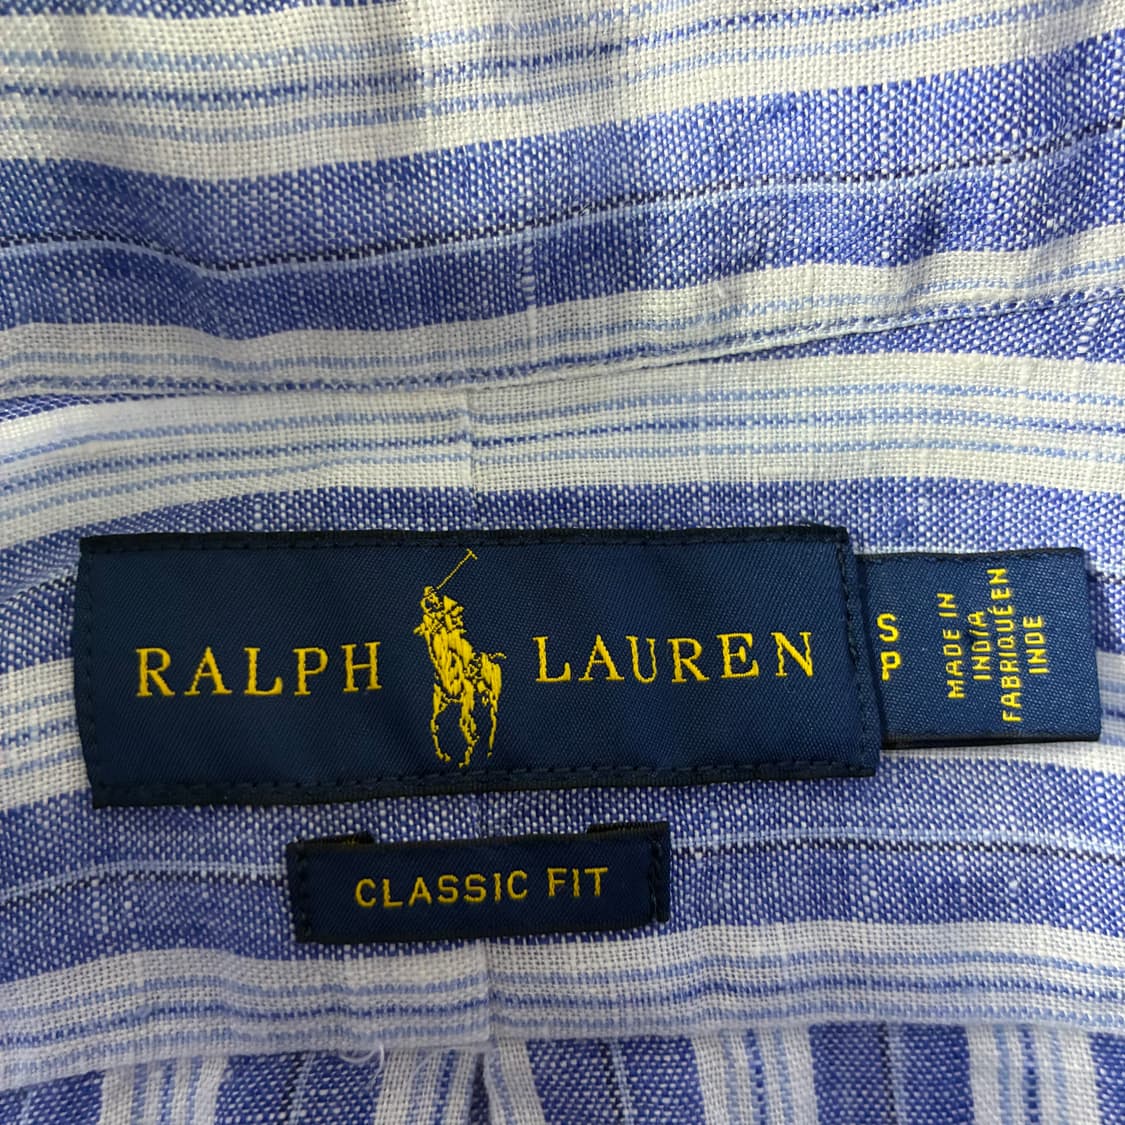 RALPH LAUREN
S
P
MADE IN
INDIA
FABRIQUÉ EN
INDE
CLASSIC FIT